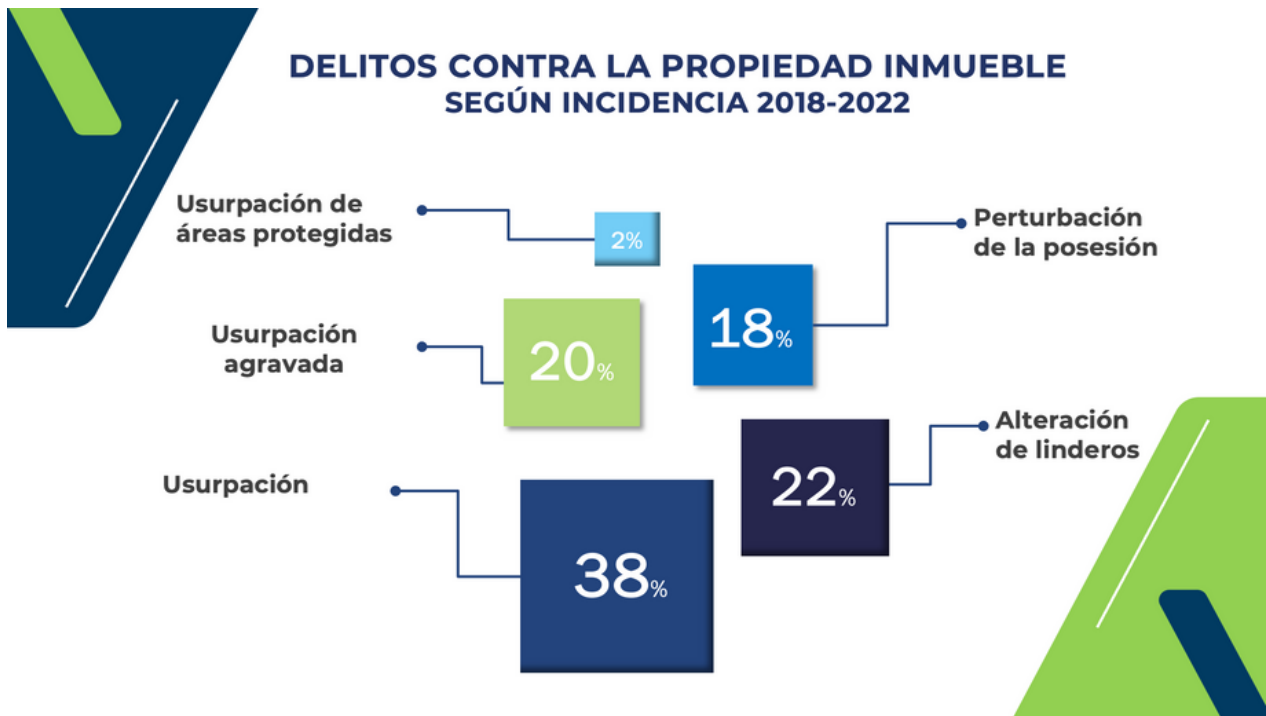 DELITOS CONTRA LA PROPIEDAD INMUEBLE
SEGÚN INCIDENCIA 2018-2022
Usurpación de
áreas protegidas
2%
Perturbación
de la posesión
18%
Usurpación
agravada
20%
Alteración
de linderos
22%
Usurpación
38%